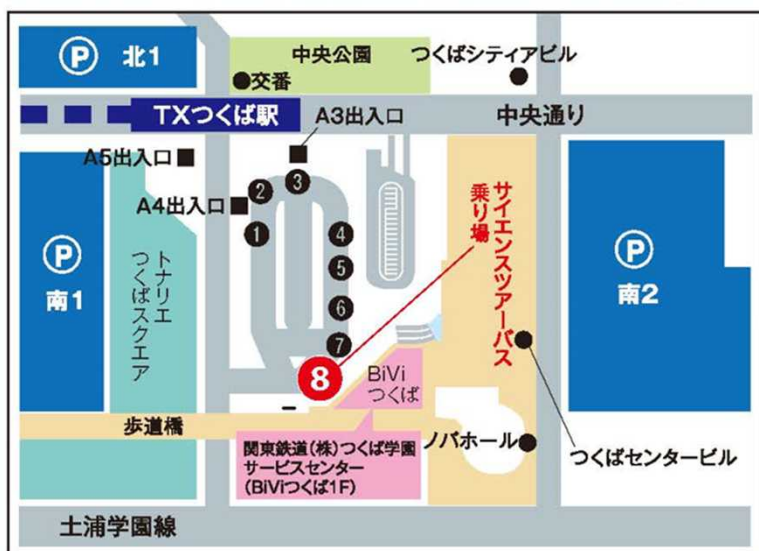 P 北1
中央公園
つくばシティアビル
交番
TXつくば駅
A3出入口
中央通り
A5出入口
A4出入口
2
3
1
4
5
6
7
8
サイエンスツアーバス
乗り場
P
南1
トナリエ
つくばスクエア
P
南2
BiVi
つくば
歩道橋
関東鉄道(株)つくば学園
サービスセンター
(BiViつくば1F)
ノバホール
つくばセンタービル
土浦学園線